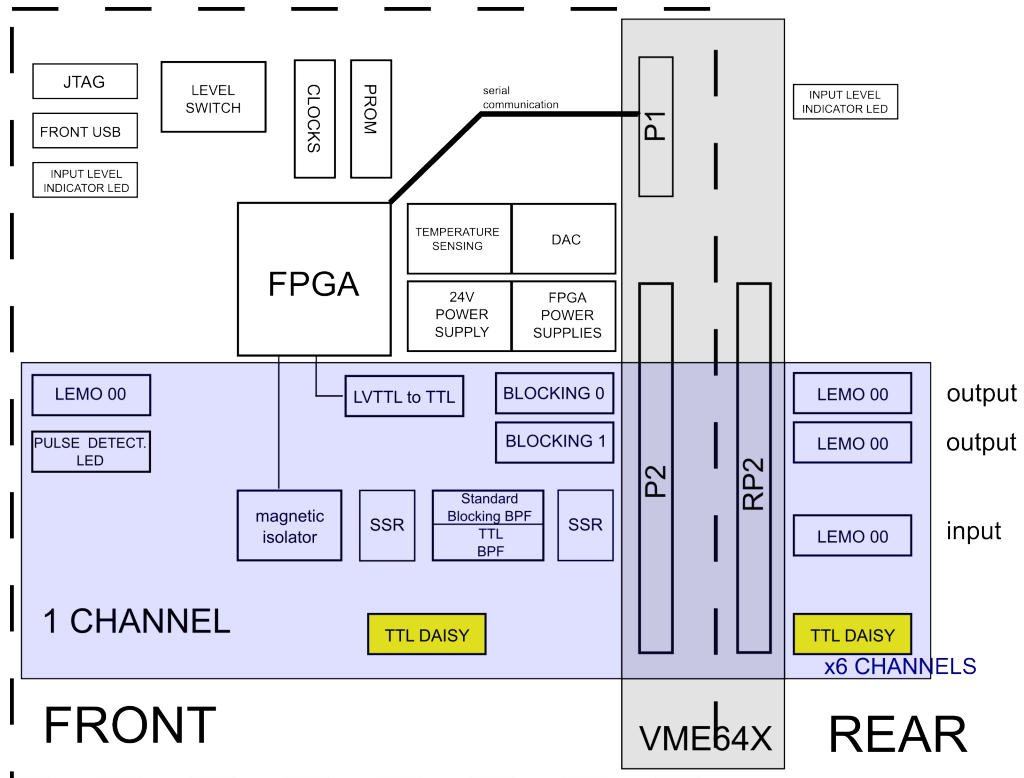 JTAG
FRONT USB
INPUT LEVEL
INDICATOR LED
LEVEL
SWITCH
CLOCKS
PROM
serial
communication
P1
INPUT LEVEL
INDICATOR LED
FPGA
TEMPERATURE
SENSING
DAC
24V
POWER
SUPPLY
FPGA
POWER
SUPPLIES
LEMO 00
PULSE DETECT.
LED
LVTTL to TTL
BLOCKING 0
BLOCKING 1
P2
RP2
LEMO 00
output
LEMO 00
output
magnetic
isolator
SSR
Standard
Blocking BPF
TTL
BPF
SSR
LEMO 00
input
1 CHANNEL
TTL DAISY
TTL DAISY
x6 CHANNELS
FRONT
VME64X
REAR